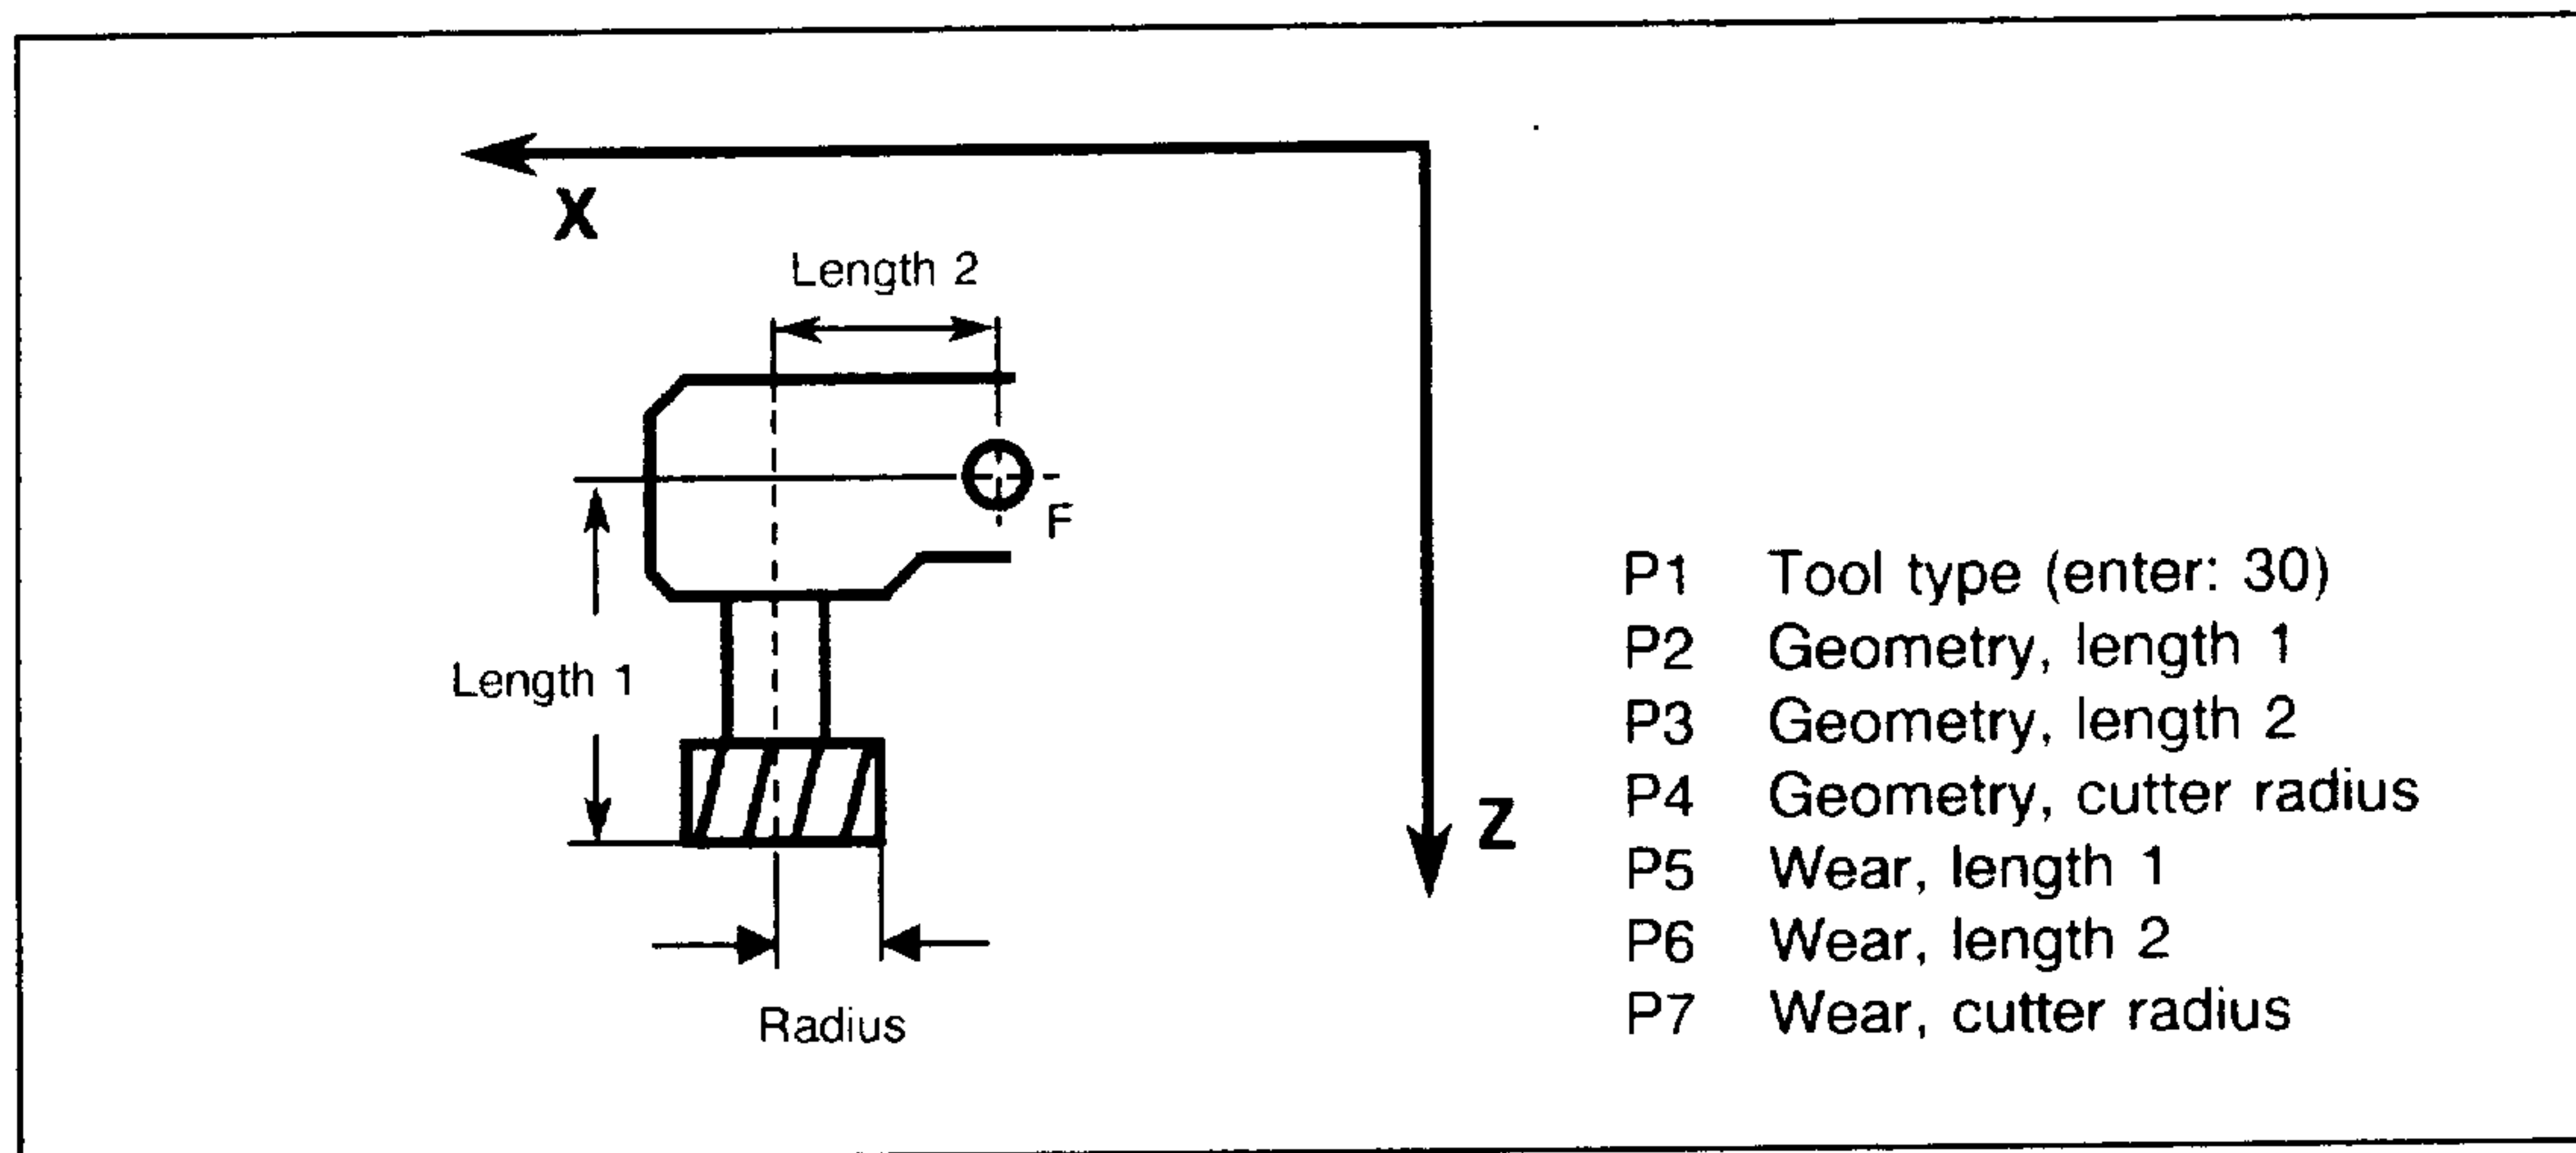 X
Length 2
F
Length 1
Z
Radius
P1 Tool type (enter: 30)
P2 Geometry, length 1
P3 Geometry, length 2
P4 Geometry, cutter radius
P5 Wear, length 1
P6 Wear, length 2
P7 Wear, cutter radius